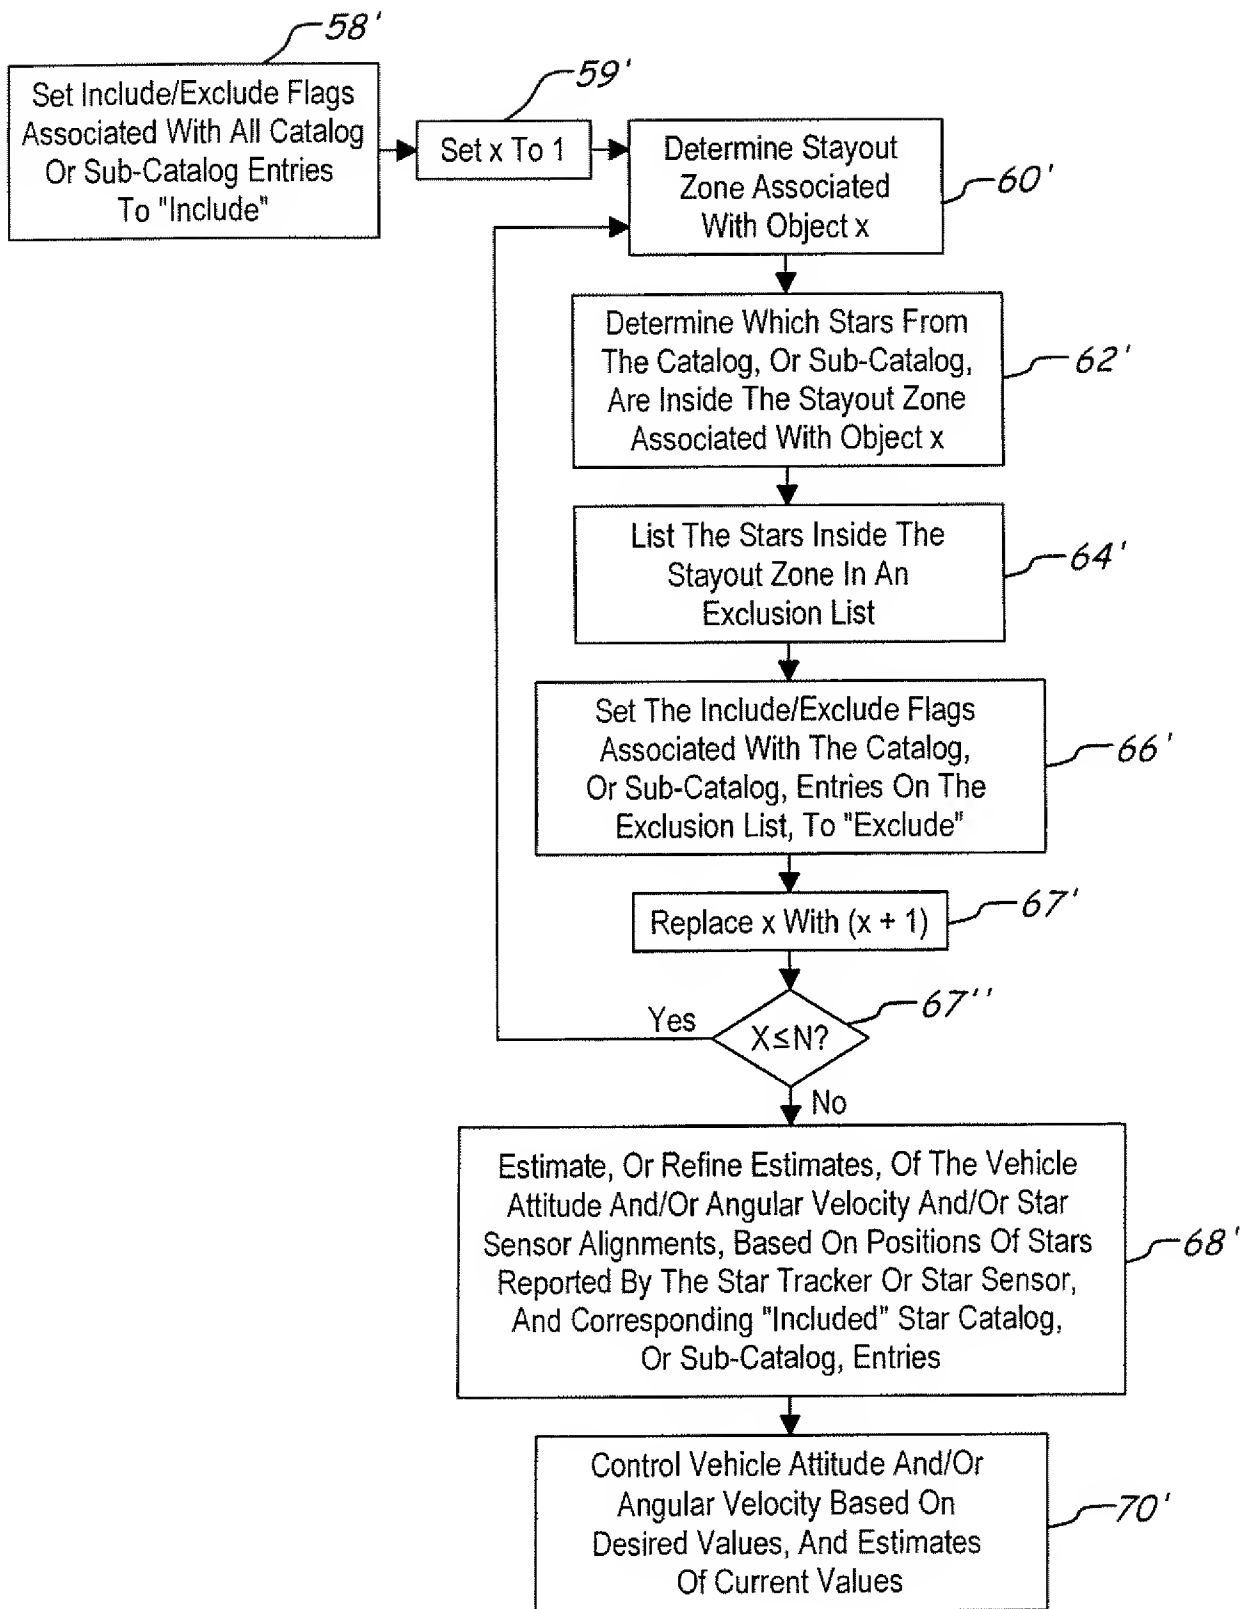 58'
Set Include/Exclude Flags
Associated With All Catalog
Or Sub-Catalog Entries
To "Include"
59'
Set x To 1
Determine Stayout
Zone Associated
With Object x
60'
Determine Which Stars From
The Catalog, Or Sub-Catalog,
Are Inside The Stayout Zone
Associated With Object x
62'
List The Stars Inside The
Stayout Zone In An
Exclusion List
64'
Set The Include/Exclude Flags
Associated With The Catalog,
Or Sub-Catalog, Entries On The
Exclusion List, To "Exclude"
66'
Replace x With (x + 1)
67'
X≤N?
67''
Yes
No
Estimate, Or Refine Estimates, Of The Vehicle
Attitude And/Or Angular Velocity And/Or Star
Sensor Alignments, Based On Positions Of Stars
Reported By The Star Tracker Or Star Sensor,
And Corresponding "Included" Star Catalog,
Or Sub-Catalog, Entries
68'
Control Vehicle Attitude And/Or
Angular Velocity Based On
Desired Values, And Estimates
Of Current Values
70'